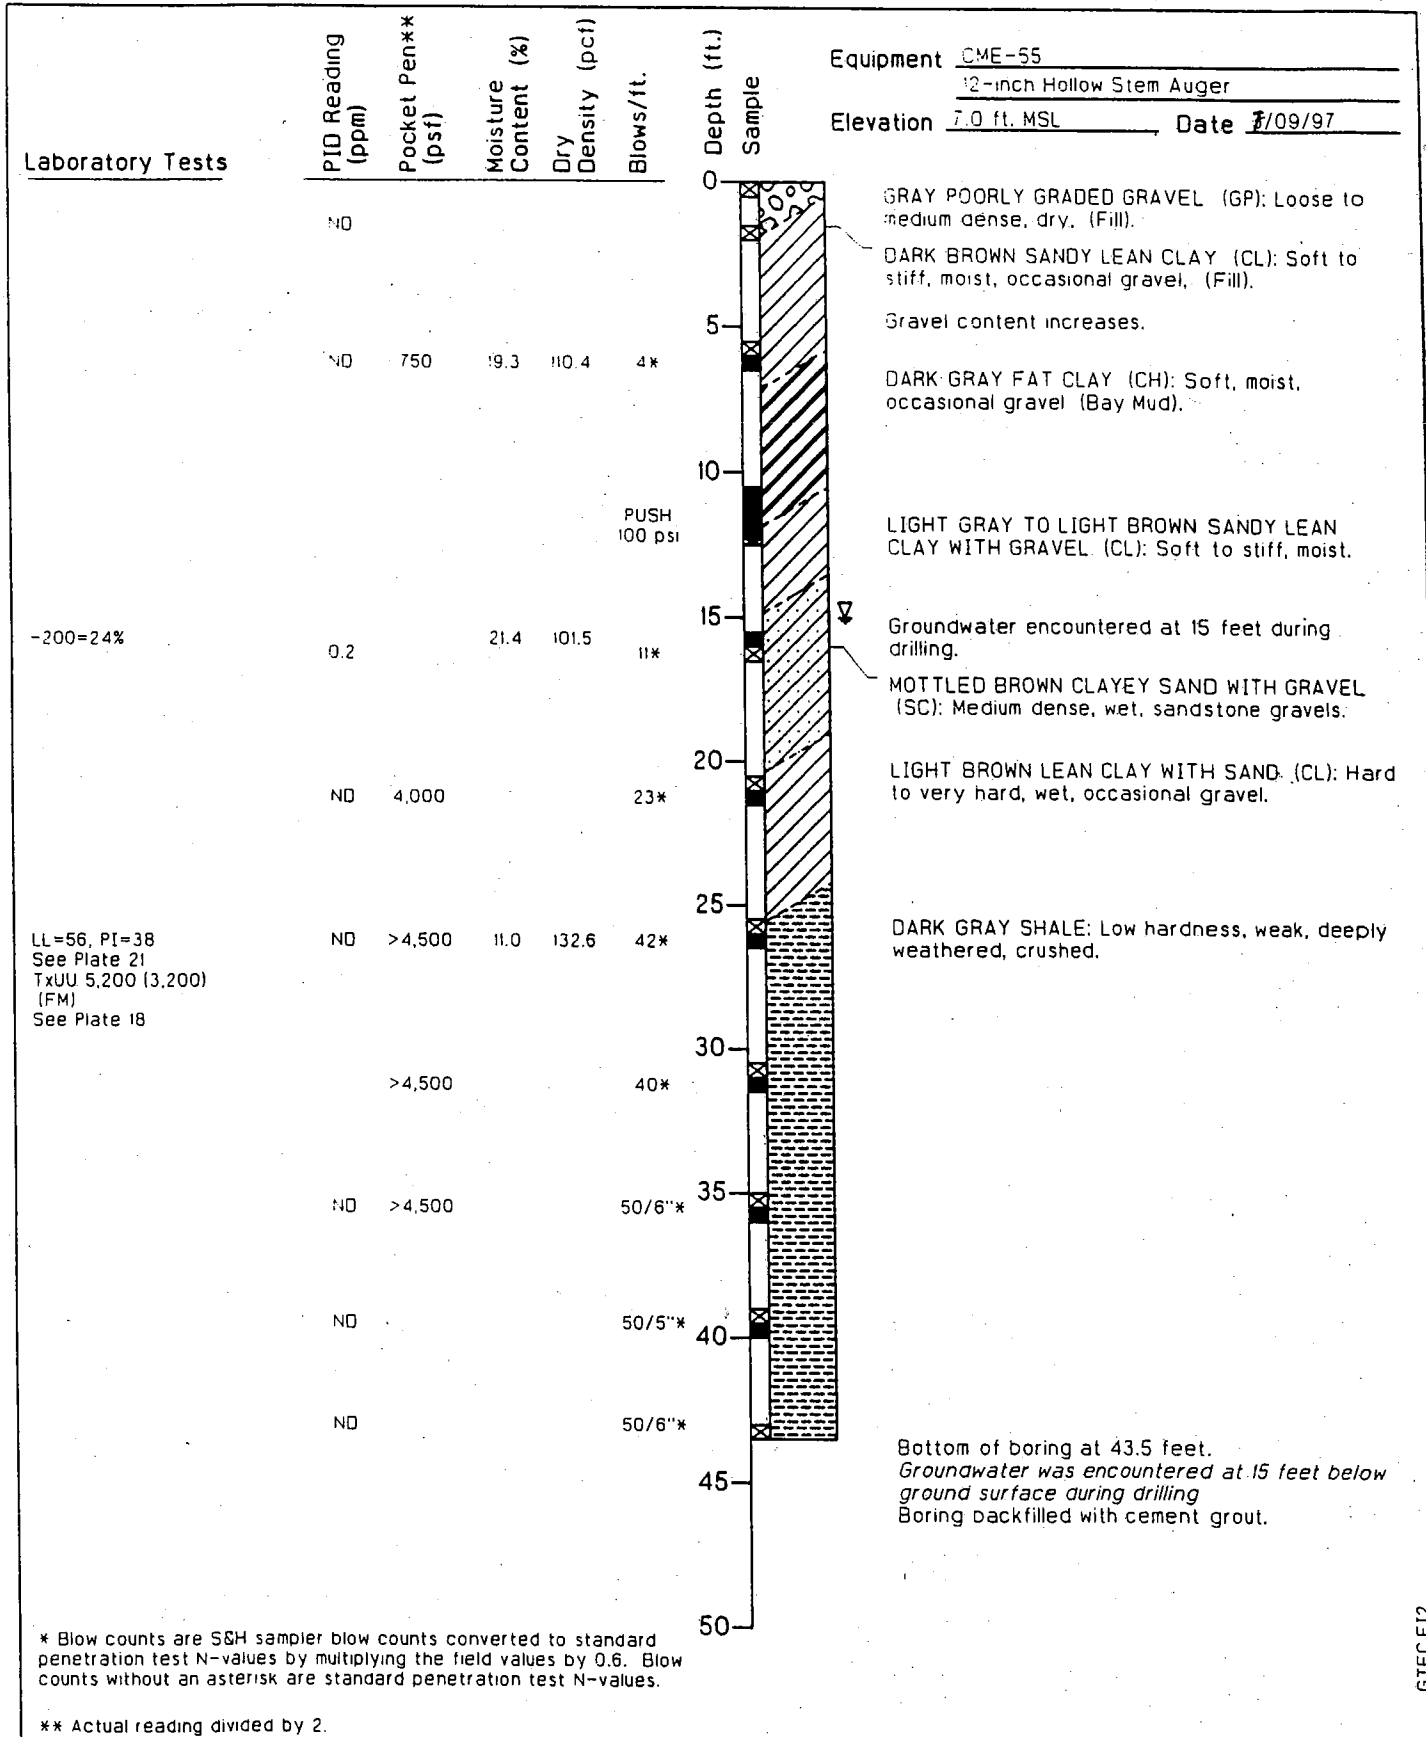 Equipment CME-55
12-inch Hollow Stem Auger
Elevation 7.0 ft. MSL Date /09/97
Laboratory Tests
PID Reading (ppm)
Pocket Pen** (psf)
Moisture Content (%)
Dry Density (pcf)
Blows/ft.
Depth (ft.)
Sample
0
GRAY POORLY GRADED GRAVEL (GP): Loose to
medium dense, dry. (Fill).
ND
DARK BROWN SANDY LEAN CLAY (CL): Soft to
stiff, moist, occasional gravel, (Fill).
5
Gravel content increases.
ND 750 19.3 110.4 4*
DARK GRAY FAT CLAY (CH): Soft, moist,
occasional gravel (Bay Mud).
10
PUSH
100 psi
LIGHT GRAY TO LIGHT BROWN SANDY LEAN
CLAY WITH GRAVEL (CL): Soft to stiff, moist.
15
Groundwater encountered at 15 feet during
drilling.
-200=24% 0.2 21.4 101.5 11*
MOTTLED BROWN CLAYEY SAND WITH GRAVEL
(SC): Medium dense, wet, sandstone gravels.
20
LIGHT BROWN LEAN CLAY WITH SAND (CL): Hard
to very hard, wet, occasional gravel.
ND 4,000 23*
25
DARK GRAY SHALE: Low hardness, weak, deeply
weathered, crushed.
LL=56, PI=38 ND >4,500 11.0 132.6 42*
See Plate 21
TxUU 5,200 (3,200)
(FM)
See Plate 18
30
>4,500 40*
35
ND >4,500 50/6"*
ND 50/5"*
40
ND 50/6"*
Bottom of boring at 43.5 feet.
Groundwater was encountered at 15 feet below
ground surface during drilling
Boring backfilled with cement grout.
45
50
* Blow counts are S&H sampler blow counts converted to standard
penetration test N-values by multiplying the field values by 0.6. Blow
counts without an asterisk are standard penetration test N-values.
** Actual reading divided by 2.